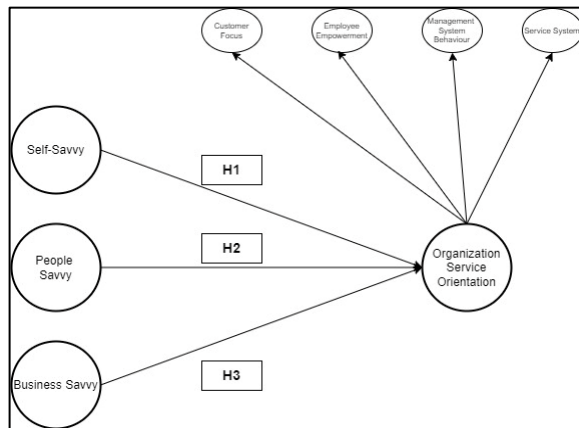 Customer
Focus
Employee
Empowerment
Management
System
Behaviour
Service System
Self-Savvy
H1
People
Savvy
H2
Organization
Service
Orientation
Business Savvy
H3